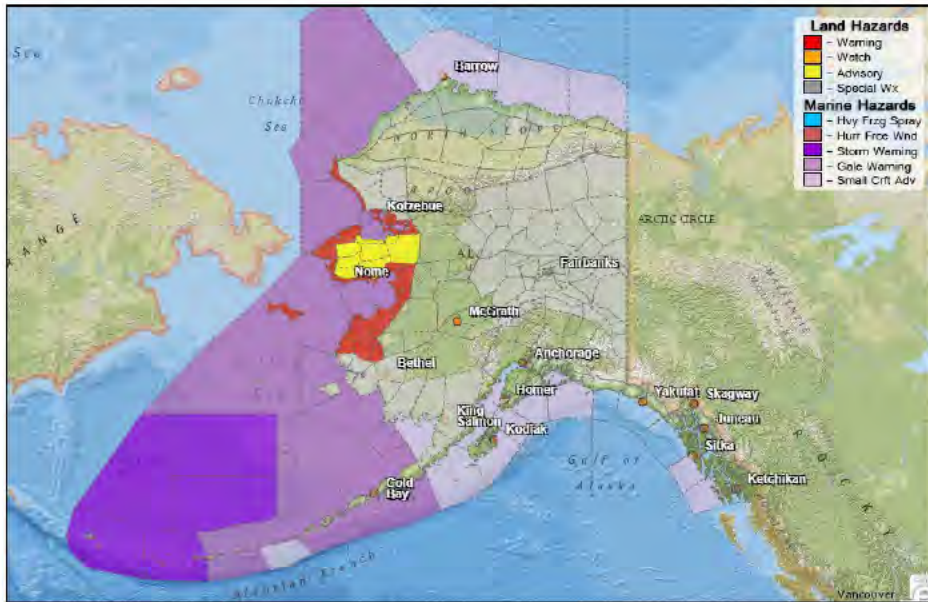 Land Hazards
- Warning
- Watch
- Advisory
- Special Wx
Marine Hazards
- Hvy Frzg Spray
- Hurr Frce Wnd
- Storm Warning
- Gale Warning
- Small Crft Adv
Sea
Barrow
Chukchi
Sea
NORTH SLOPE
Kotzebue
ARCTIC CIRCLE
RANGE
Nome
Fairbanks
McGrath
Anchorage
Bethel
Homer
Yakutat
Skagway
King
Salmon
Kodiak
Juneau
Sitka
Gulf of
Alaska
Ketchikan
Cold
Bay
Aleutian Trench
Vancouver